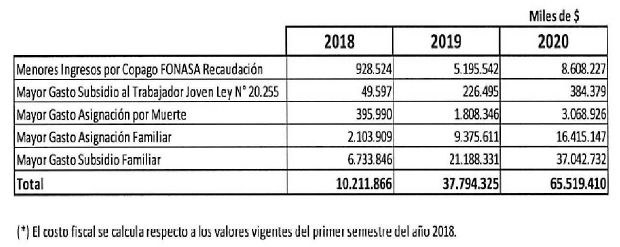 Miles de $
2018 2019 2020
Menores Ingresos por Copago FONASA Recaudación 928.524 5.195.542 8.608.227
Mayor Gasto Subsidio al Trabajador Joven Ley N° 20.255 49.597 226.495 384.379
Mayor Gasto Asignación por Muerte 395.990 1.808.346 3.068.926
Mayor Gasto Asignación Familiar 2.103.909 9.375.611 16.415.147
Mayor Gasto Subsidio Familiar 6.733.846 21.188.331 37.042.732
Total 10.211.866 37.794.325 65.519.410
(*) El costo fiscal se calcula respecto a los valores vigentes del primer semestre del año 2018.